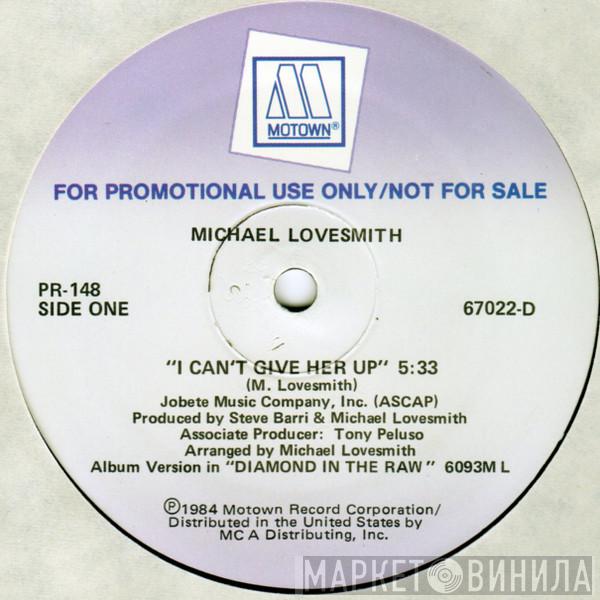 M
MOTOWN®
FOR PROMOTIONAL USE ONLY/NOT FOR SALE
MICHAEL LOVESMITH
PR-148
SIDE ONE
67022-D
"I CAN'T GIVE HER UP" 5:33
(M. Lovesmith)
Jobete Music Company, Inc. (ASCAP)
Produced by Steve Barri & Michael Lovesmith
Associate Producer: Tony Peluso
Arranged by Michael Lovesmith
Album Version in "DIAMOND IN THE RAW" 6093ML
Ⓟ1984 Motown Record Corporation/
Distributed in the United States by
MCA Distributing, Inc.
МАРКЕТ ВИНИЛА